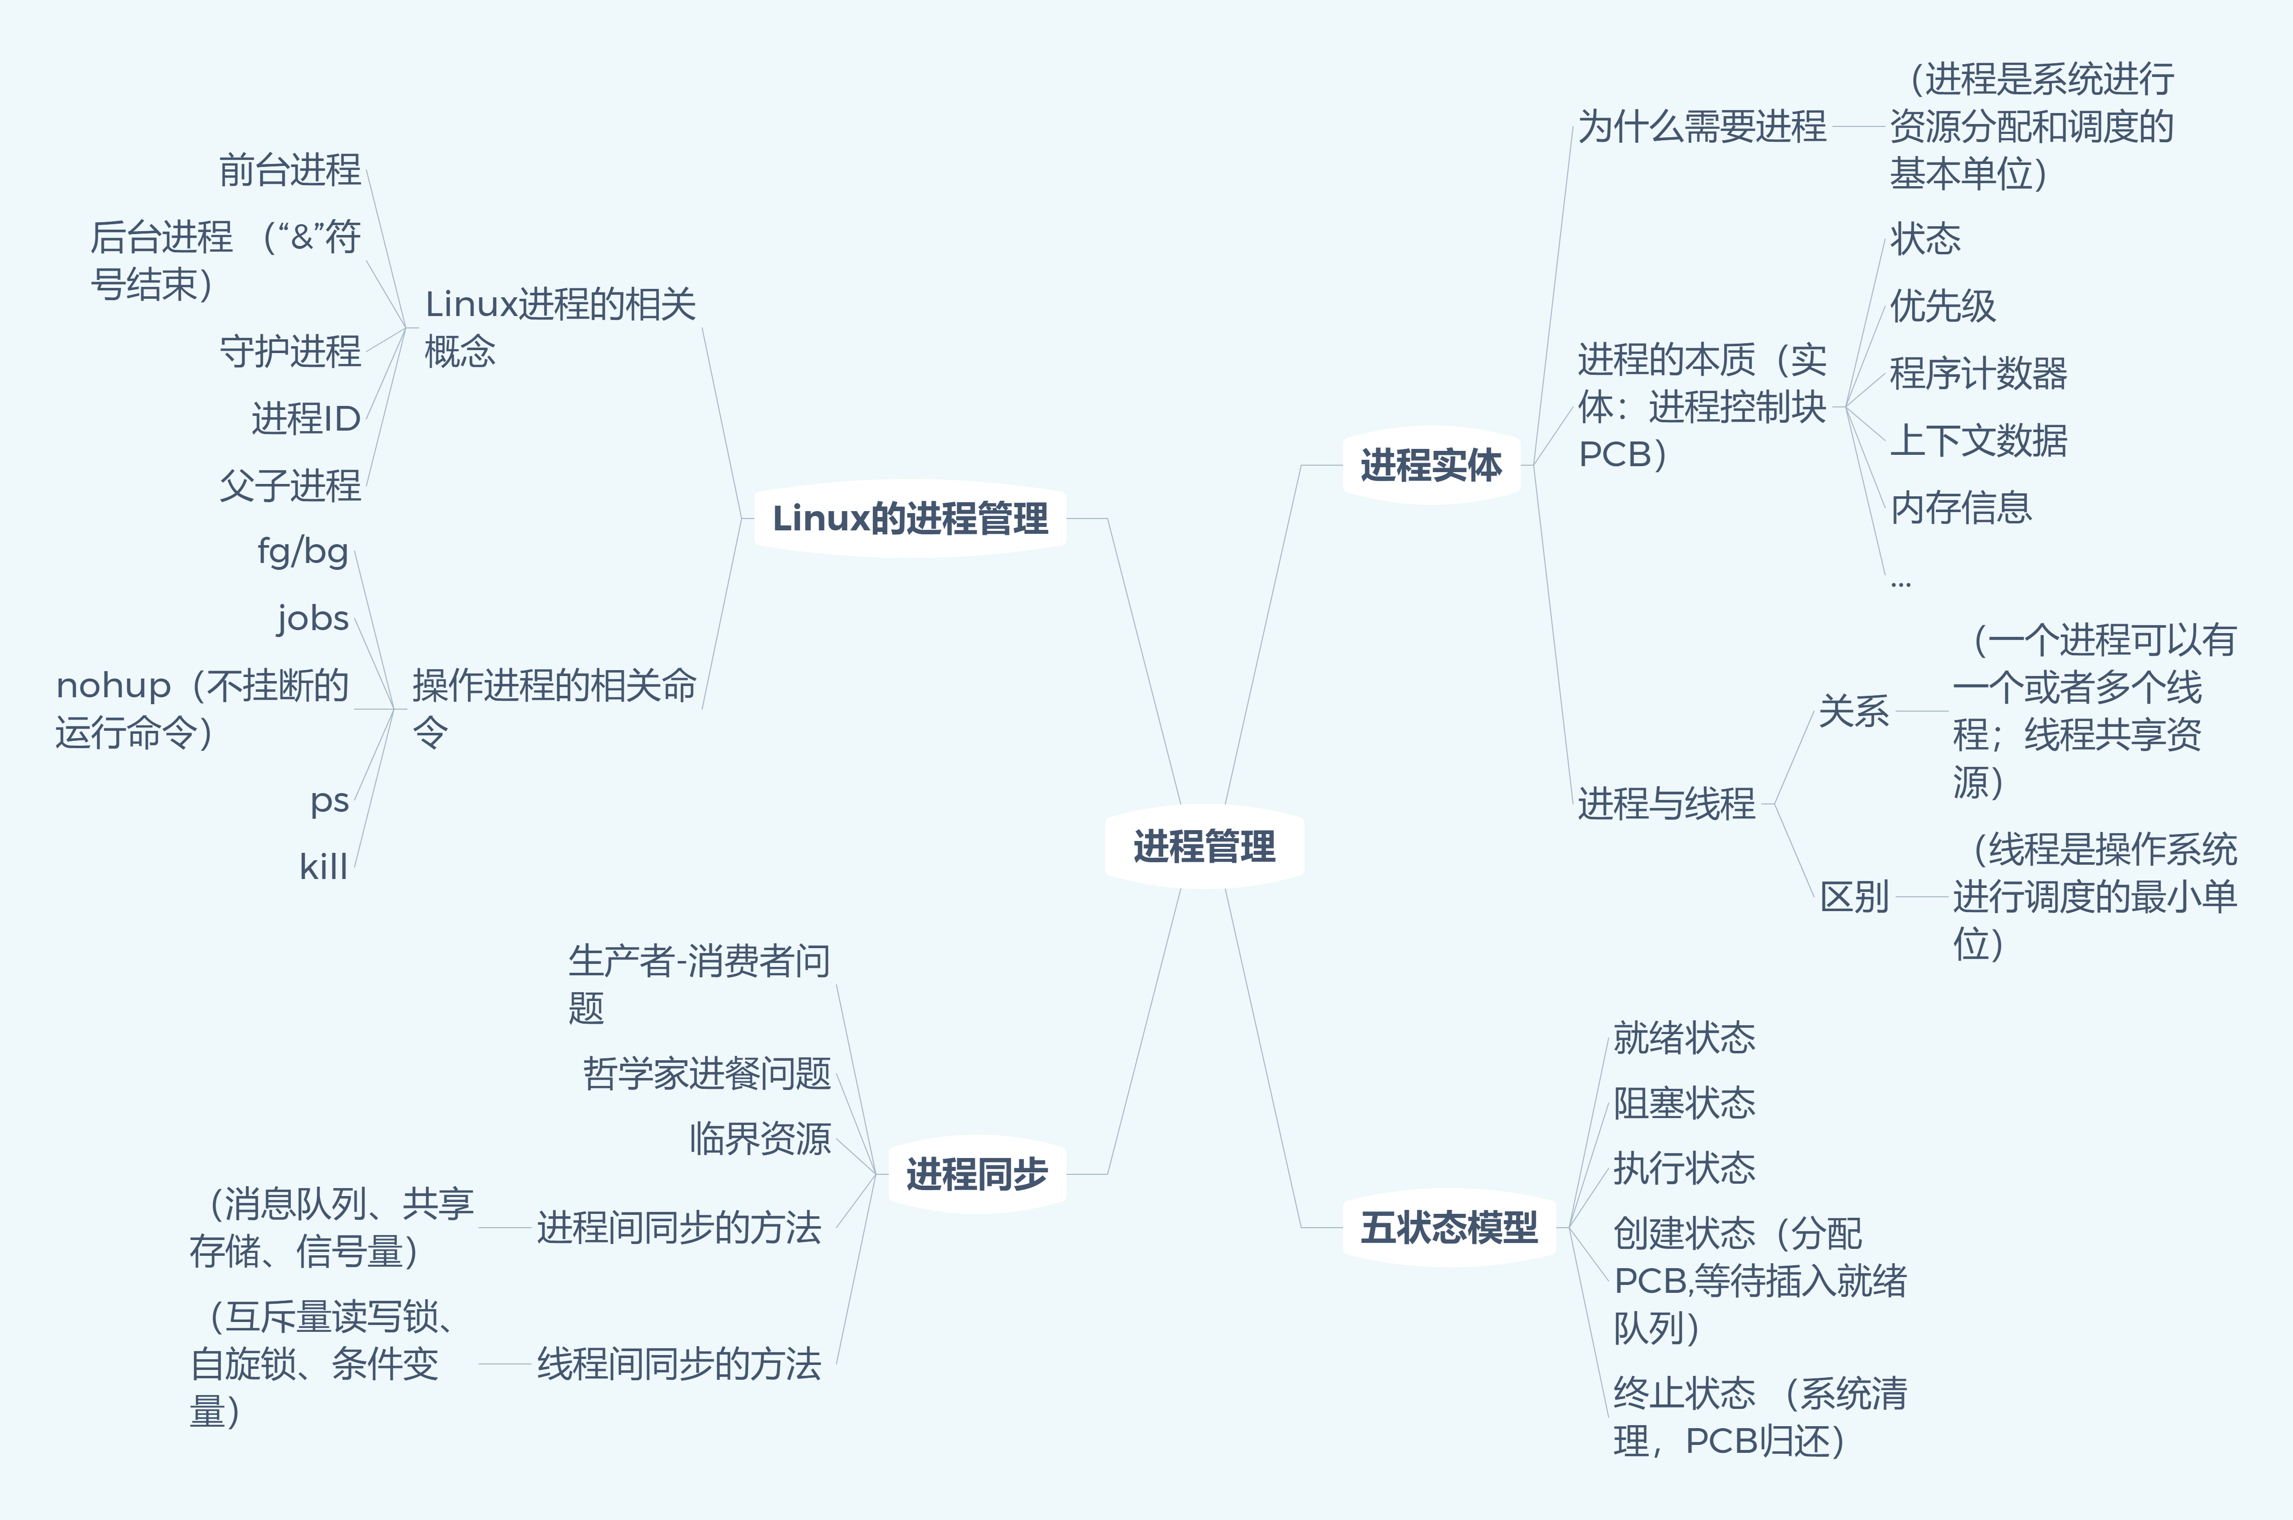 进程管理
进程实体
为什么需要进程
（进程是系统进行
资源分配和调度的
基本单位）
进程的本质（实
体：进程控制块
PCB）
状态
优先级
程序计数器
上下文数据
内存信息
...
进程与线程
关系
（一个进程可以有
一个或者多个线
程；线程共享资
源）
区别
（线程是操作系统
进行调度的最小单
位）
五状态模型
就绪状态
阻塞状态
执行状态
创建状态（分配
PCB,等待插入就绪
队列）
终止状态 （系统清
理，PCB归还）
Linux的进程管理
Linux进程的相关
概念
前台进程
后台进程 （“&”符
号结束）
守护进程
进程ID
父子进程
操作进程的相关命
令
fg/bg
jobs
nohup（不挂断的
运行命令）
ps
kill
进程同步
生产者-消费者问
题
哲学家进餐问题
临界资源
进程间同步的方法
（消息队列、共享
存储、信号量）
线程间同步的方法
（互斥量读写锁、
自旋锁、条件变
量）